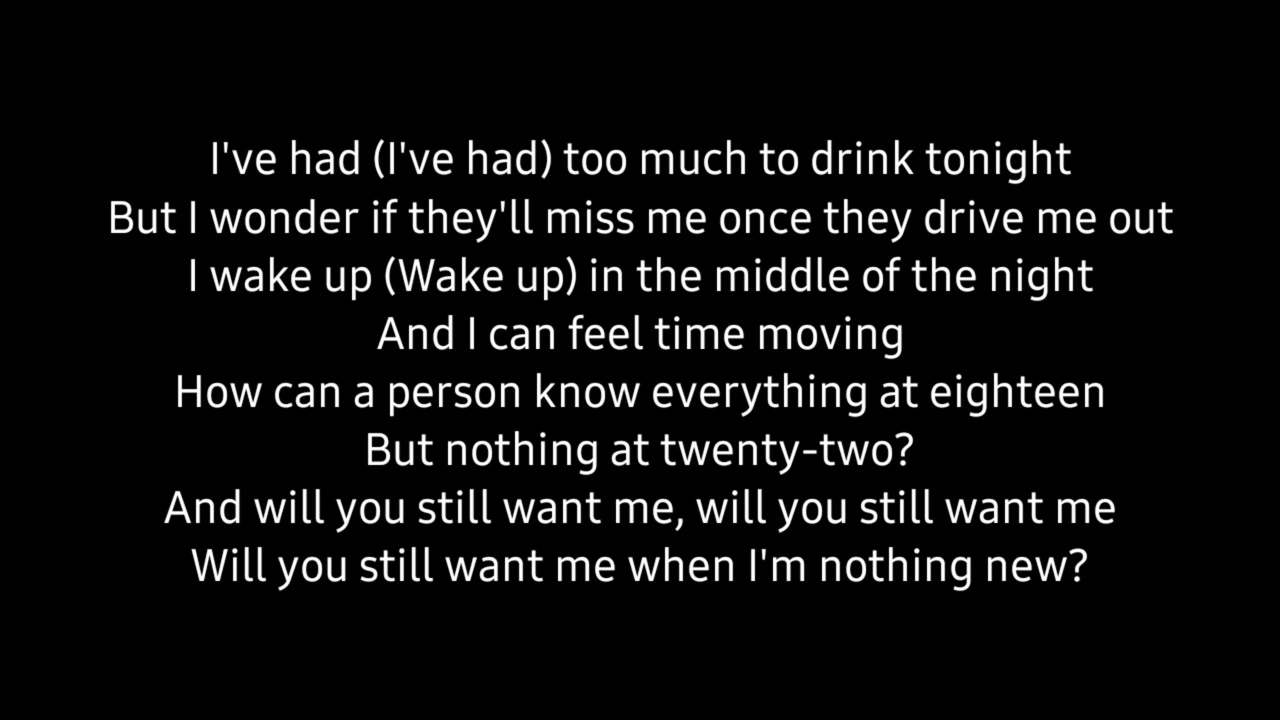 I've had (I've had) too much to drink tonight
But I wonder if they'll miss me once they drive me out
I wake up (Wake up) in the middle of the night
And I can feel time moving
How can a person know everything at eighteen
But nothing at twenty-two?
And will you still want me, will you still want me
Will you still want me when I'm nothing new?